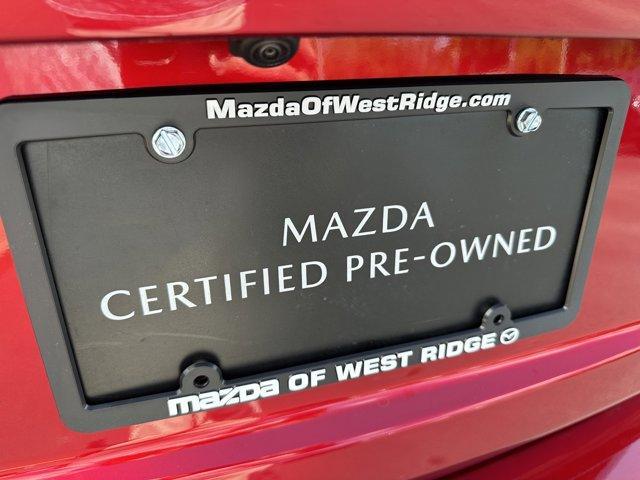 MazdaOfWestRidge.com
MAZDA
CERTIFIED PRE-OWNED
mazda OF WEST RIDGE